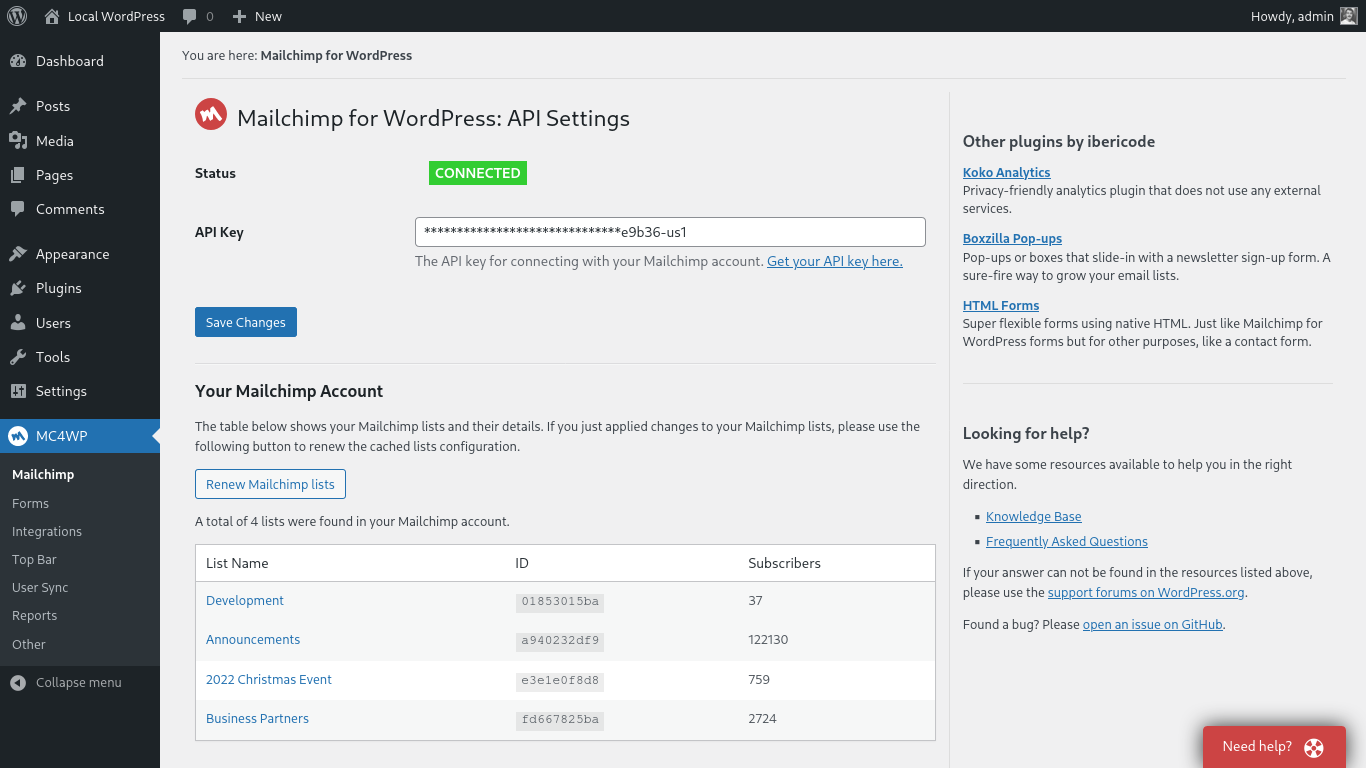 Local WordPress 0 New Howdy, admin
Dashboard
Posts
Media
Pages
Comments
Appearance
Plugins
Users
Tools
Settings
MC4WP
Mailchimp
Forms
Integrations
Top Bar
User Sync
Reports
Other
Collapse menu
You are here: Mailchimp for WordPress
Mailchimp for WordPress: API Settings
Status CONNECTED
API Key ******************************e9b36-us1
The API key for connecting with your Mailchimp account. Get your API key here.
Save Changes
Your Mailchimp Account
The table below shows your Mailchimp lists and their details. If you just applied changes to your Mailchimp lists, please use the
following button to renew the cached lists configuration.
Renew Mailchimp lists
A total of 4 lists were found in your Mailchimp account.
List Name ID Subscribers
Development 01853015ba 37
Announcements a940232df9 122130
2022 Christmas Event e3e1e0f8d8 759
Business Partners fd667825ba 2724
Other plugins by ibericode
Koko Analytics
Privacy-friendly analytics plugin that does not use any external
services.
Boxzilla Pop-ups
Pop-ups or boxes that slide-in with a newsletter sign-up form. A
sure-fire way to grow your email lists.
HTML Forms
Super flexible forms using native HTML. Just like Mailchimp for
WordPress forms but for other purposes, like a contact form.
Looking for help?
We have some resources available to help you in the right
direction.
Knowledge Base
Frequently Asked Questions
If your answer can not be found in the resources listed above,
please use the support forums on WordPress.org.
Found a bug? Please open an issue on GitHub.
Need help?